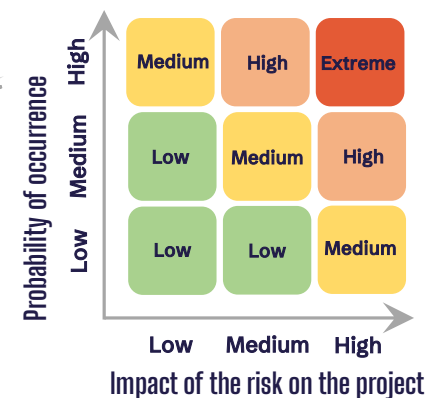 Probability of occurrence
High
Medium High Extreme
Medium
Low Medium High
Low
Low Low Medium
Low Medium High
Impact of the risk on the project